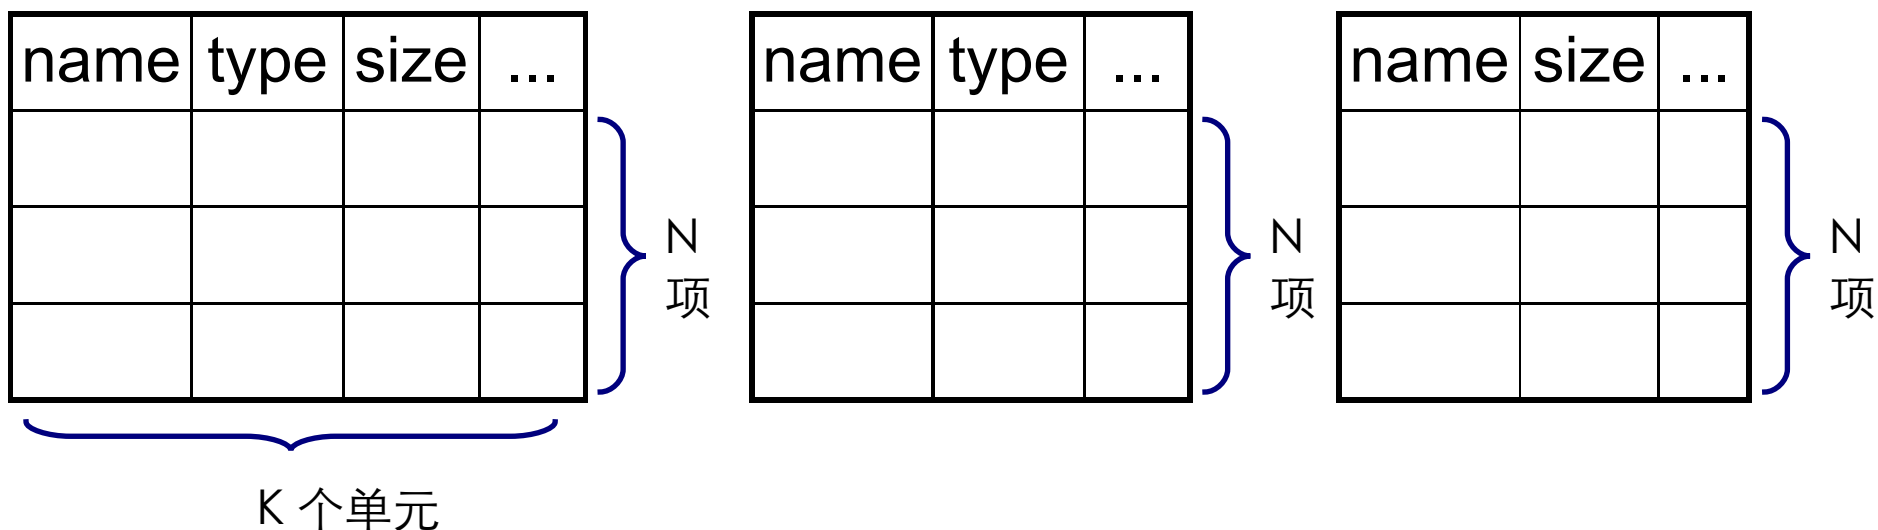 name type size ...
N
项
K 个单元
name type ...
N
项
name size ...
N
项